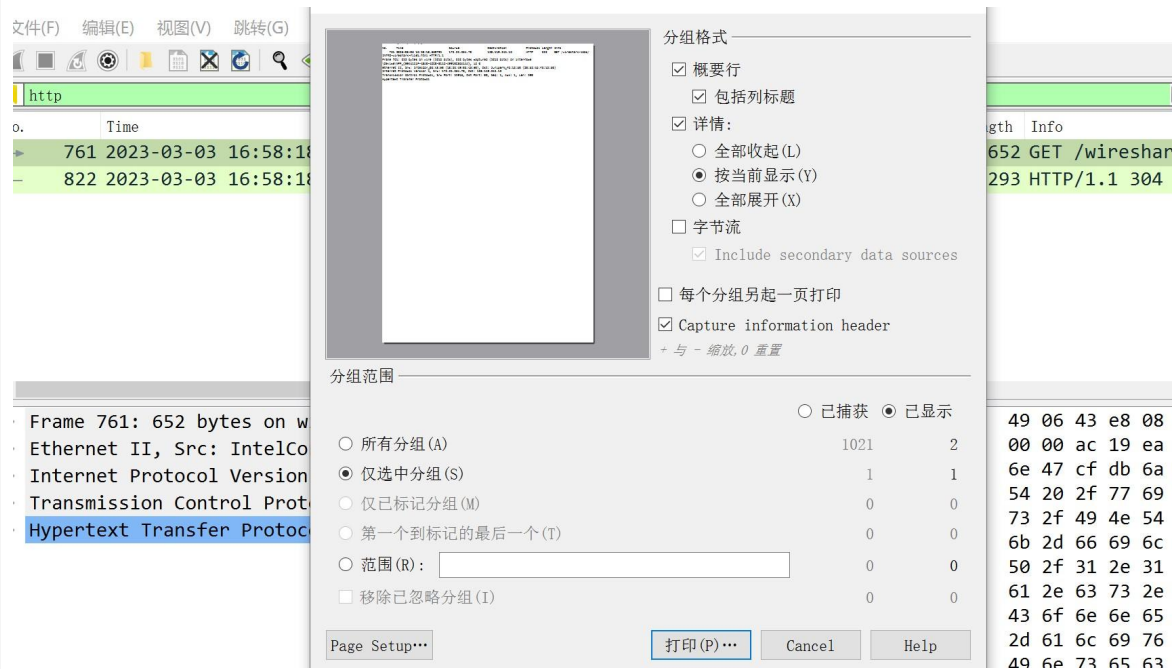 文件(F) 编辑(E) 视图(V) 跳转(G)
http
o. Time
gth Info
761 2023-03-03 16:58:18
652 GET /wireshar
822 2023-03-03 16:58:18
293 HTTP/1.1 304
分组格式
概要行
包括列标题
详情:
全部收起(L)
按当前显示(Y)
全部展开(X)
字节流
Include secondary data sources
每个分组另起一页打印
Capture information header
+ 与 - 缩放,0 重置
分组范围
已捕获 已显示
所有分组(A) 1021 2
仅选中分组(S) 1 1
仅已标记分组(M) 0 0
第一个到标记的最后一个(T) 0 0
范围(R): 0 0
移除已忽略分组(I) 0 0
Page Setup… 打印(P)… Cancel Help
Frame 761: 652 bytes on w
Ethernet II, Src: IntelCo
Internet Protocol Version
Transmission Control Prot
Hypertext Transfer Protoc
49 06 43 e8 08
00 00 ac 19 ea
6e 47 cf db 6a
54 20 2f 77 69
73 2f 49 4e 54
6b 2d 66 69 6c
50 2f 31 2e 31
61 2e 63 73 2e
43 6f 6e 6e 65
2d 61 6c 69 76
49 6e 73 65 63